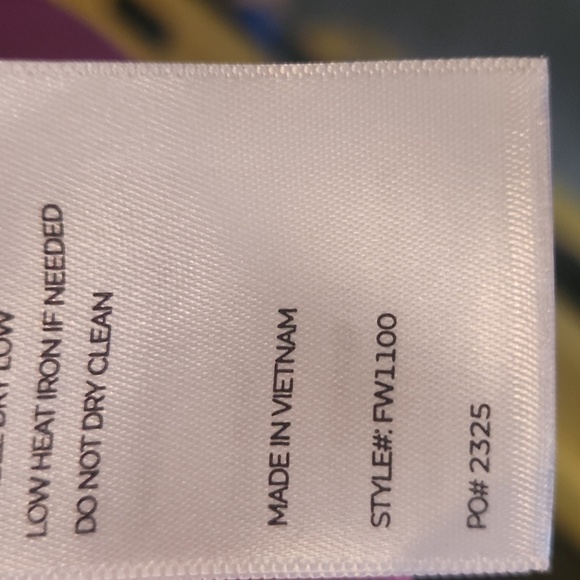 LOW HEAT IRON IF NEEDED
DO NOT DRY CLEAN
MADE IN VIETNAM
STYLE#: FW1100
PO# 2325